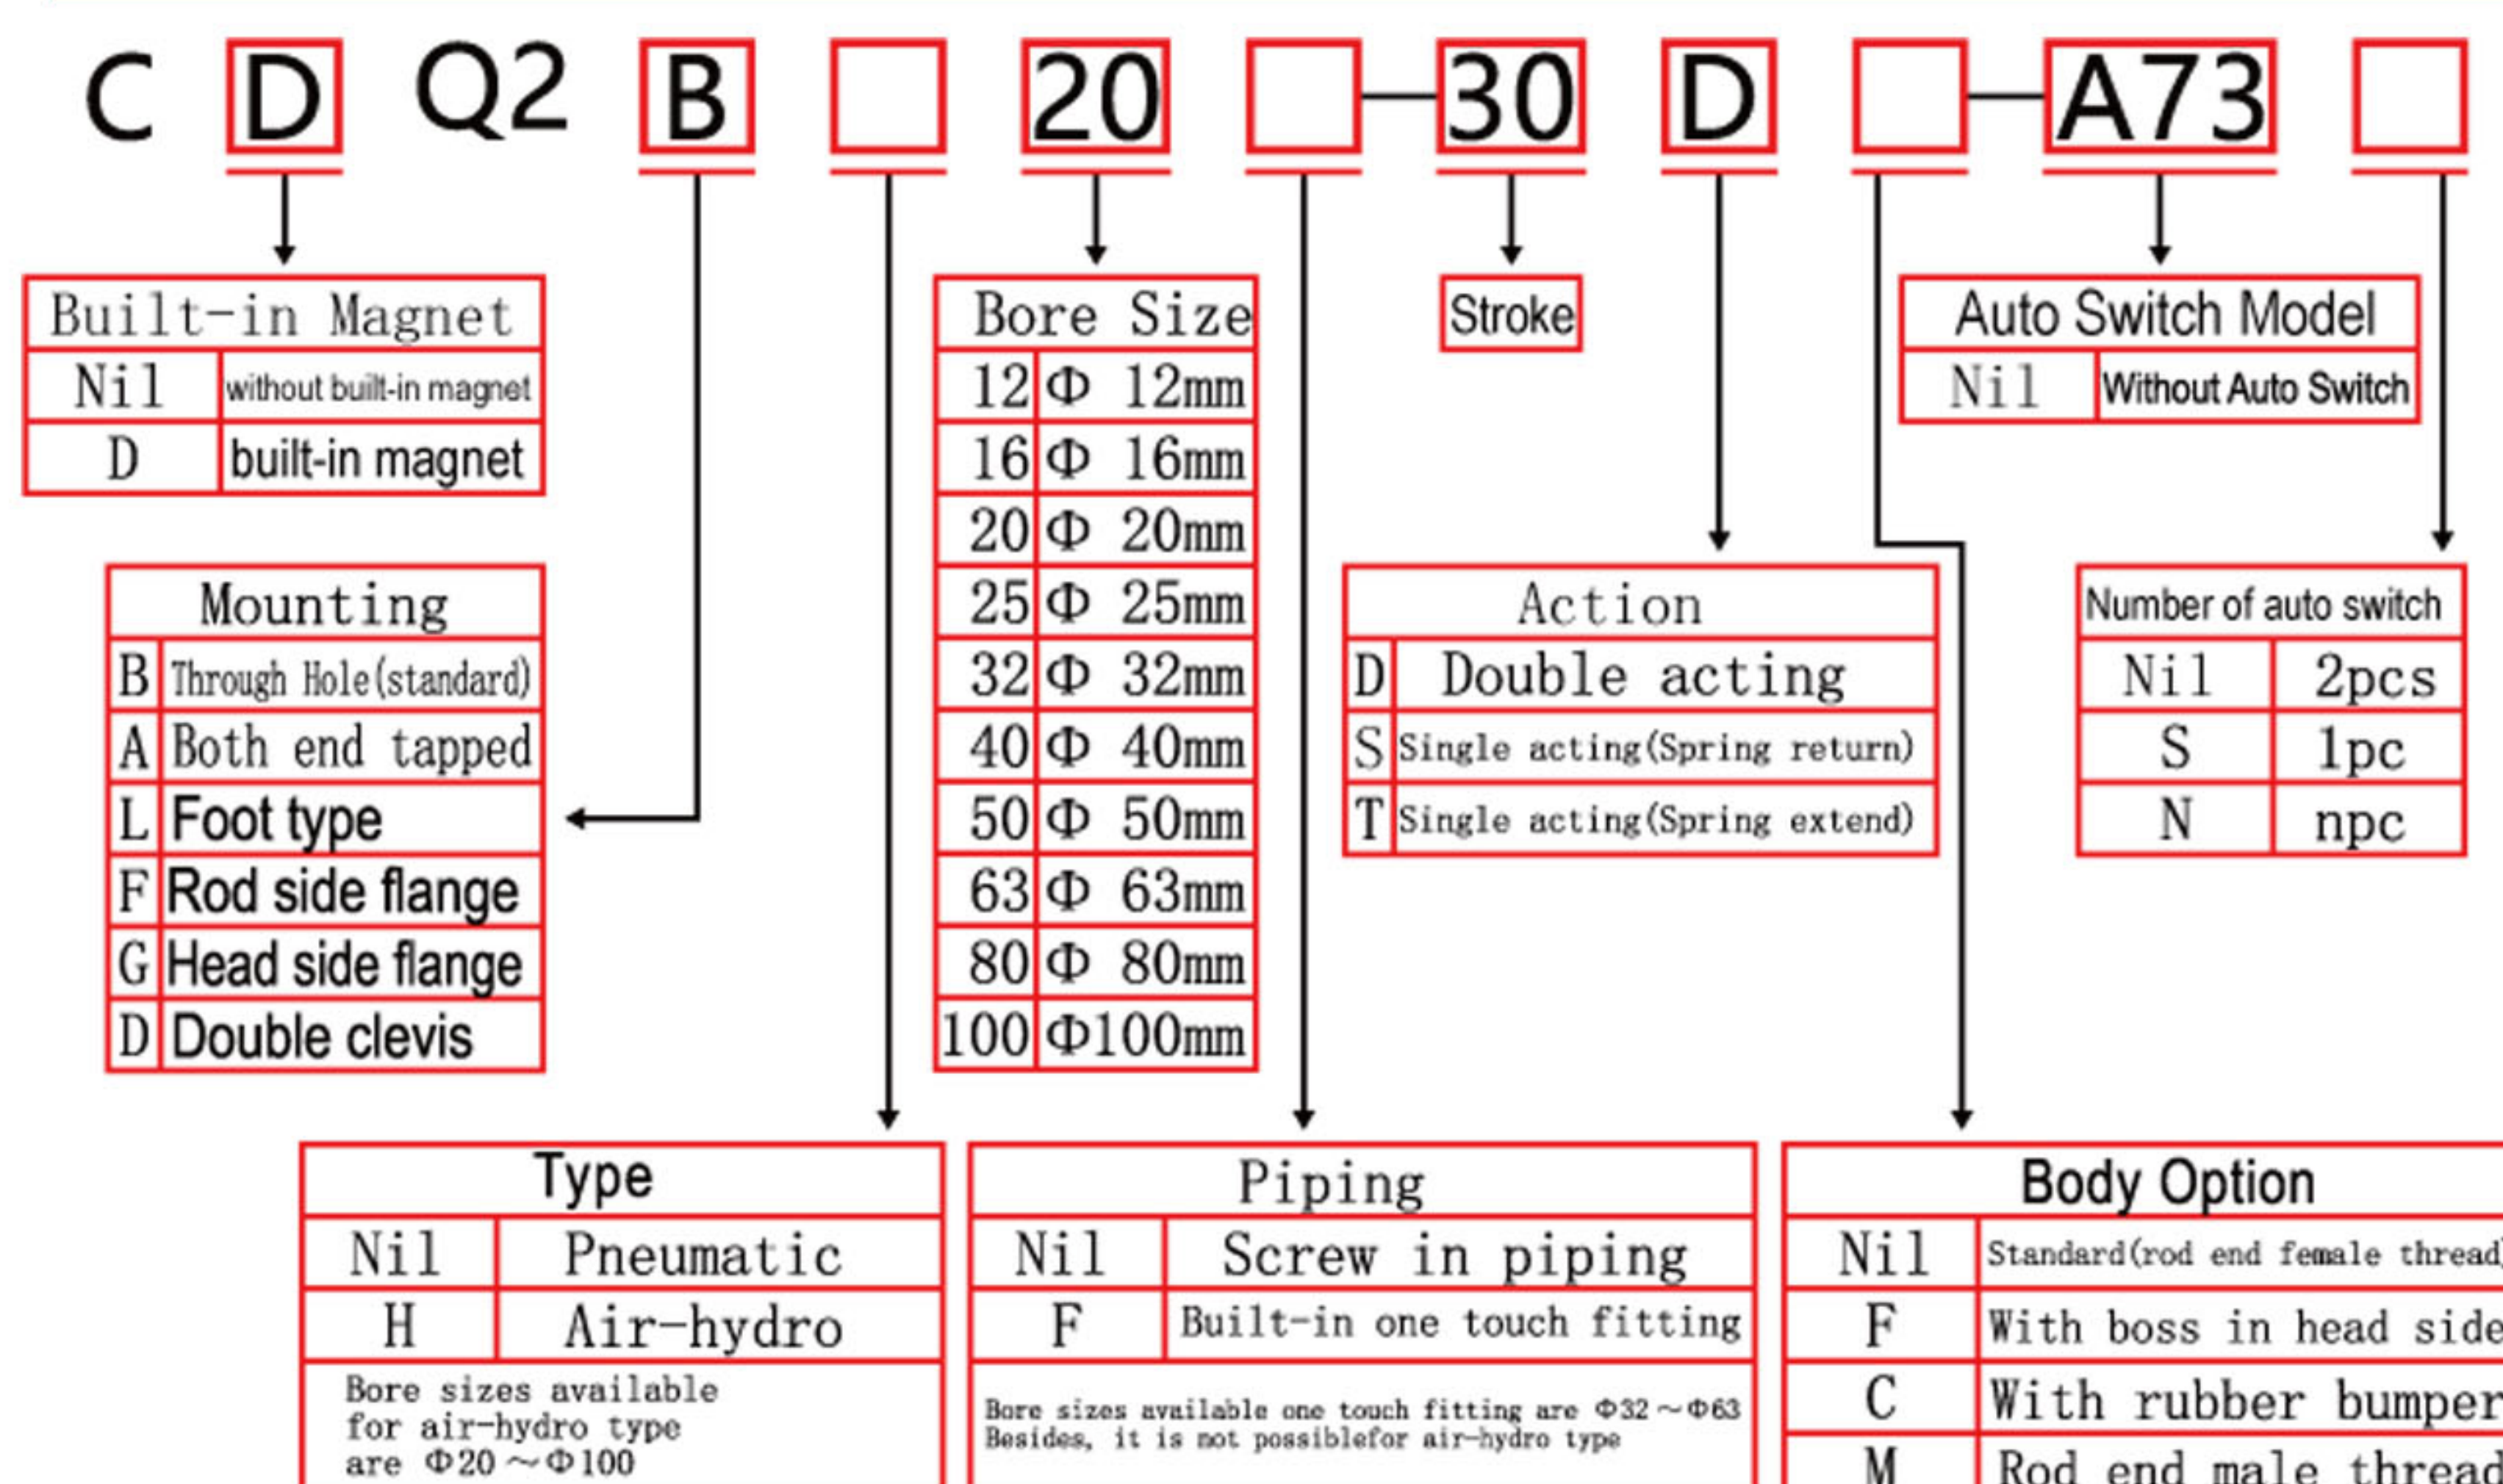 C D Q2 B 20 30 D A73
Built-in Magnet
Nil without built-in magnet
D built-in magnet
Mounting
B Through Hole(standard)
A Both end tapped
L Foot type
F Rod side flange
G Head side flange
D Double clevis
Bore Size
12 Φ 12mm
16 Φ 16mm
20 Φ 20mm
25 Φ 25mm
32 Φ 32mm
40 Φ 40mm
50 Φ 50mm
63 Φ 63mm
80 Φ 80mm
100 Φ100mm
Stroke
Action
D Double acting
S Single acting(Spring return)
T Single acting(Spring extend)
Auto Switch Model
Nil Without Auto Switch
Number of auto switch
Nil 2pcs
S 1pc
N npc
Type
Nil Pneumatic
H Air-hydro
Bore sizes available
for air-hydro type
are Φ20～Φ100
Piping
Nil Screw in piping
F Built-in one touch fitting
Bore sizes available one touch fitting are Φ32～Φ63
Besides, it is not possiblefor air-hydro type
Body Option
Nil Standard(rod end female thread)
F With boss in head side
C With rubber bumper
M Rod end male thread